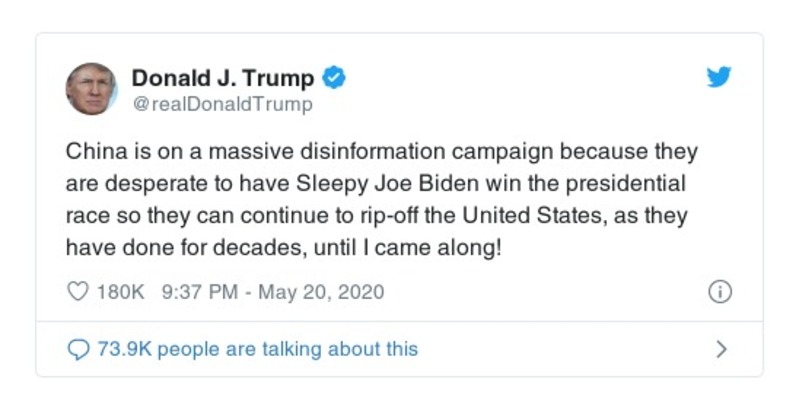 Donald J. Trump
@realDonaldTrump
China is on a massive disinformation campaign because they
are desperate to have Sleepy Joe Biden win the presidential
race so they can continue to rip-off the United States, as they
have done for decades, until I came along!
180K 9:37 PM - May 20, 2020
73.9K people are talking about this